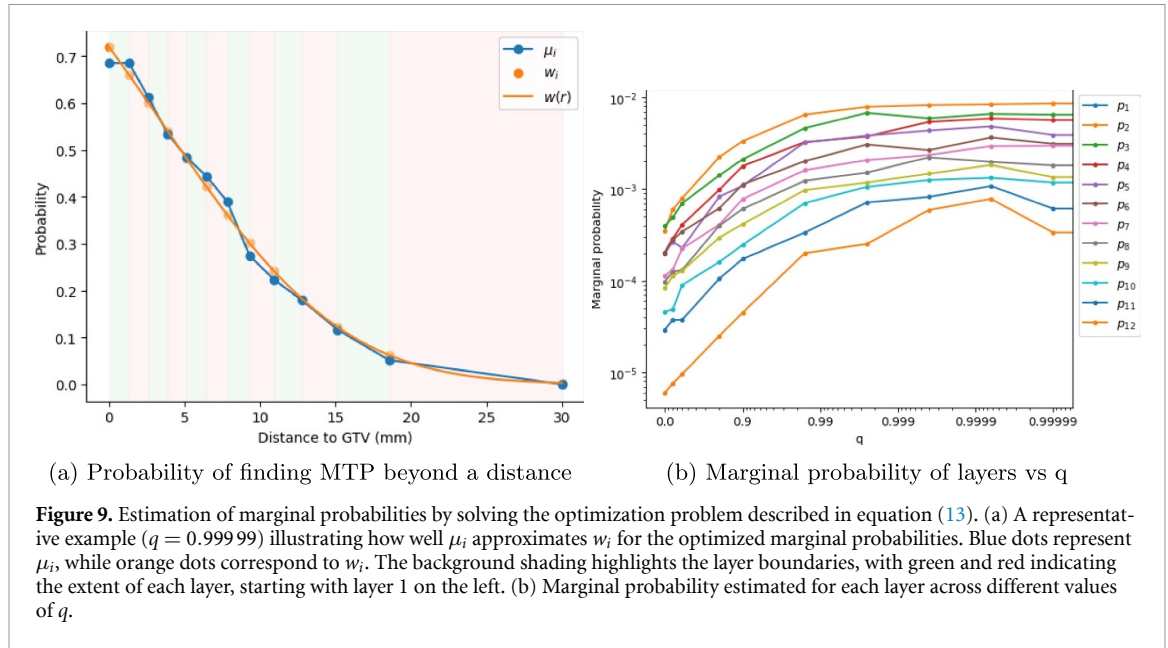 0.7
0.6
0.5
0.4
0.3
0.2
0.1
0.0
Probability
0 5 10 15 20 25 30
Distance to GTV (mm)
μᵢ
wᵢ
w(r)
(a) Probability of finding MTP beyond a distance
10⁻²
10⁻³
10⁻⁴
10⁻⁵
Marginal probability
0.0 0.9 0.99 0.999 0.9999 0.99999
q
p₁
p₂
p₃
p₄
p₅
p₆
p₇
p₈
p₉
p₁₀
p₁₁
p₁₂
(b) Marginal probability of layers vs q
Figure 9. Estimation of marginal probabilities by solving the optimization problem described in equation (13). (a) A representat-
ive example (q = 0.999 99) illustrating how well μᵢ approximates wᵢ for the optimized marginal probabilities. Blue dots represent
μᵢ, while orange dots correspond to wᵢ. The background shading highlights the layer boundaries, with green and red indicating
the extent of each layer, starting with layer 1 on the left. (b) Marginal probability estimated for each layer across different values
of q.